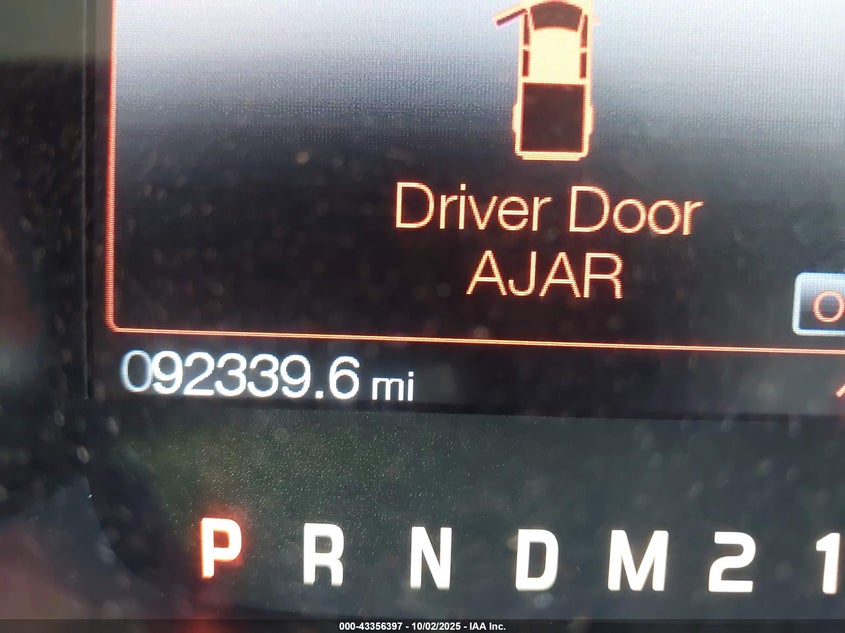 Driver Door
AJAR
092339.6 mi
P R N D M 2 1
000-43356397 - 10/02/2025 - IAA Inc.